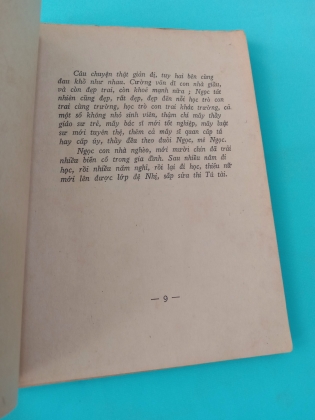 Câu chuyện thật giản dị, tuy hai bên cùng
đau khổ như nhau. Cường vốn dĩ con nhà giàu,
và còn đẹp trai, còn khoẻ mạnh nữa ; Ngọc tất
nhiên cũng đẹp, rất đẹp, đẹp đến nỗi học trò con
trai cùng trường, học trò con trai khác trường, có
một số không nhỏ sinh viên, thậm chí mấy thầy
giáo sư trẻ, mấy bác sĩ mới tốt nghiệp, mấy luật
sư mới tuyên thệ, thêm cả mấy sĩ quan cấp tá
hay cấp úy, thầy đều theo đuổi Ngọc, mê Ngọc.
Ngọc con nhà nghèo, mới mười chín đã trải
nhiều biến cố trong gia đình. Sau nhiều năm đi
học, rồi nhiều năm nghỉ, rồi lại đi học, thiếu nữ
mới lên được lớp đệ Nhị, sắp sửa thi Tú tài.
— 9 —